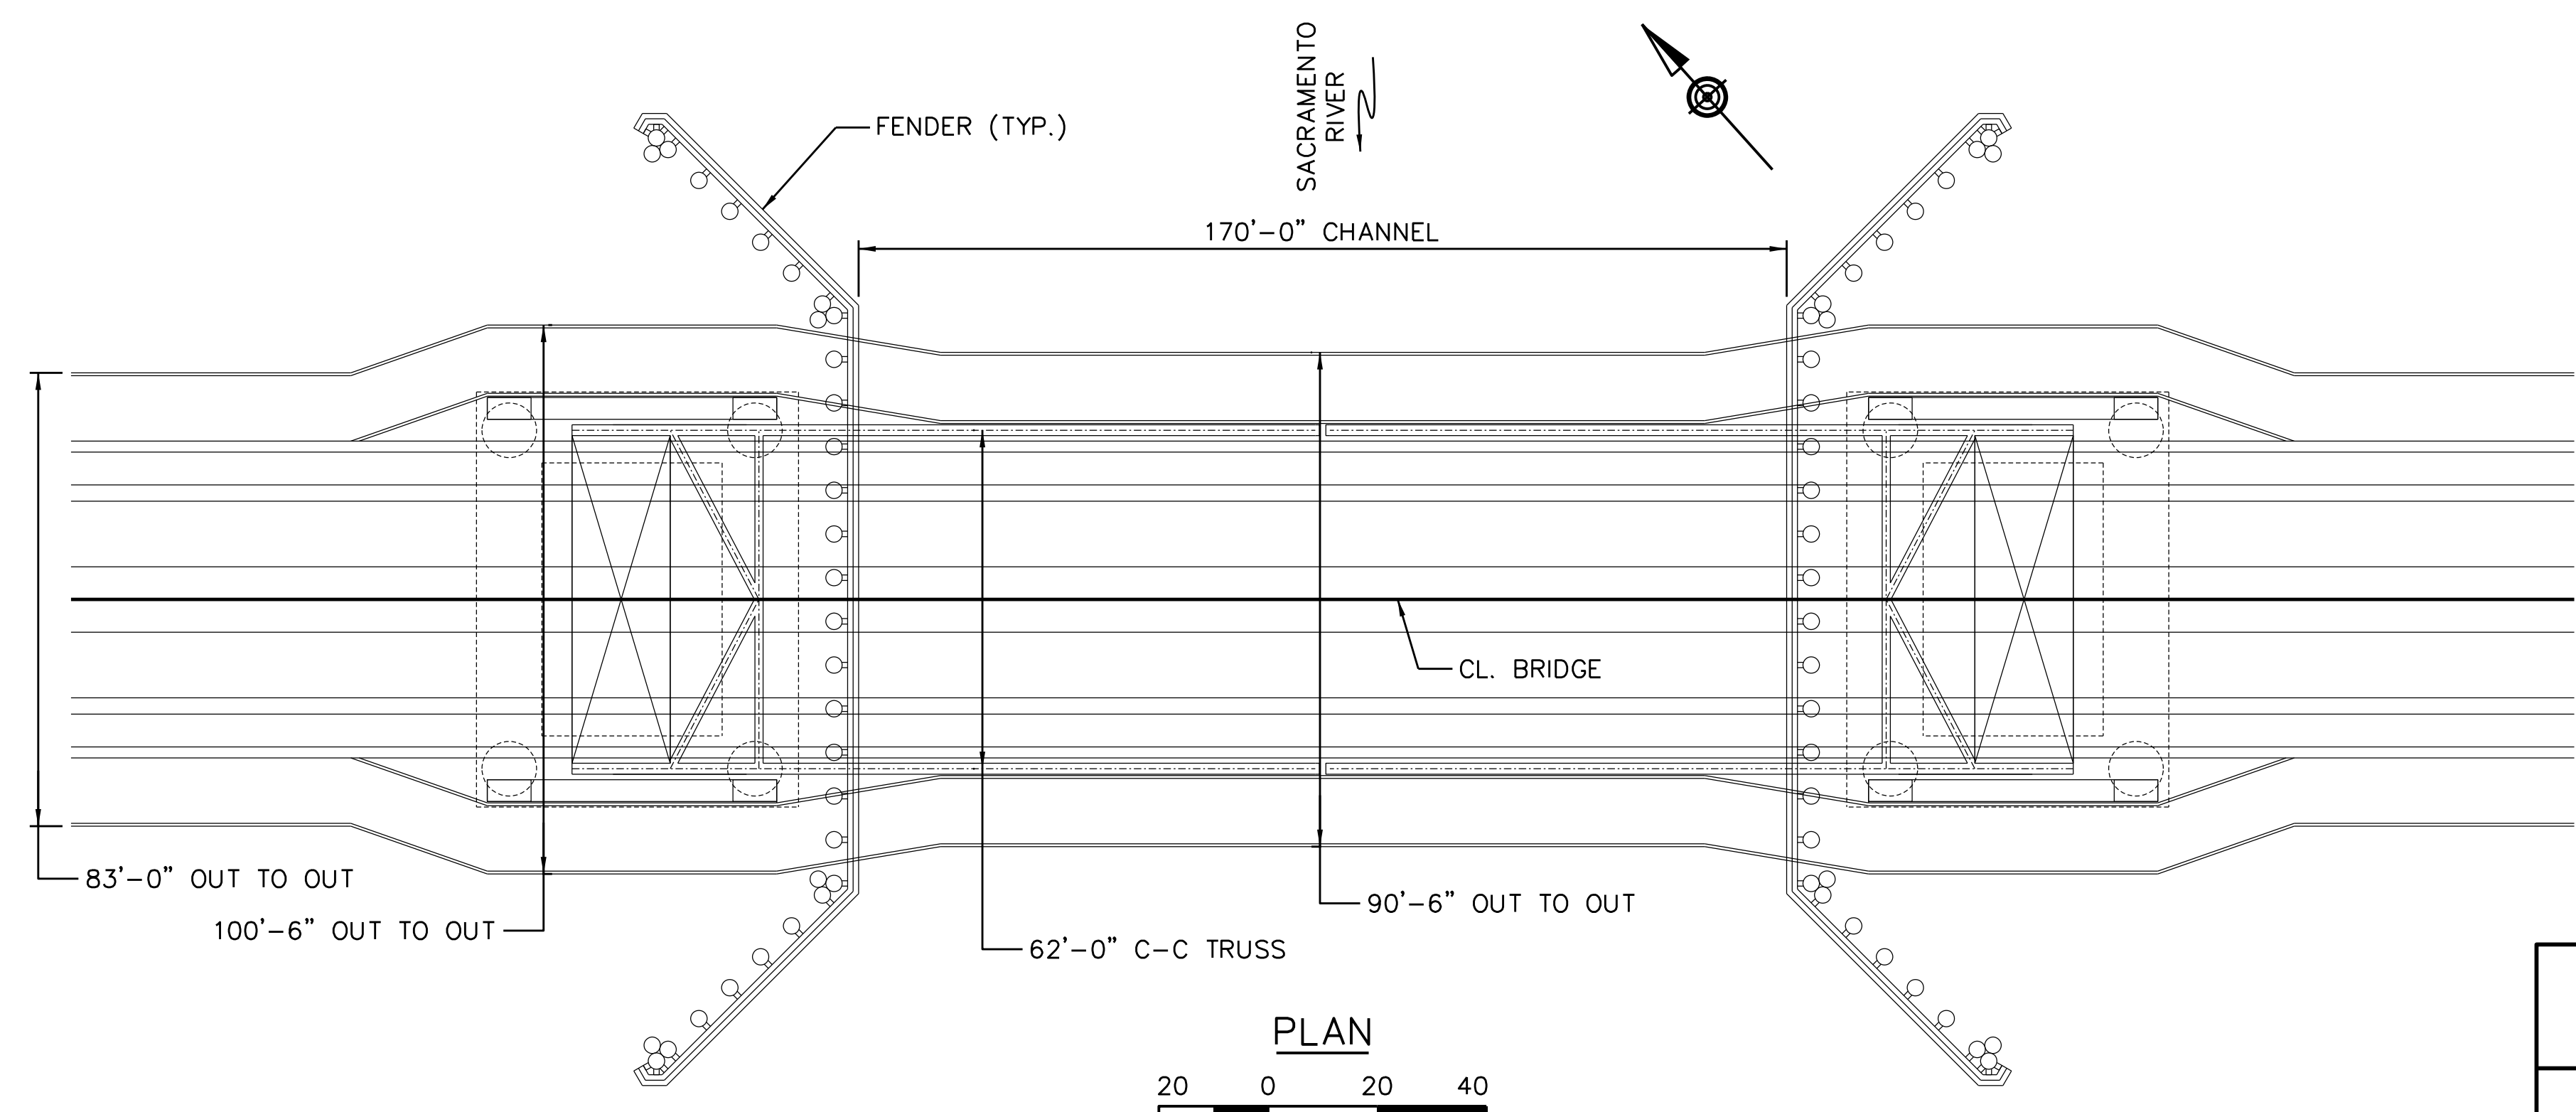 SACRAMENTO
RIVER
FENDER (TYP.)
170'-0" CHANNEL
CL. BRIDGE
83'-0" OUT TO OUT
100'-6" OUT TO OUT
90'-6" OUT TO OUT
62'-0" C-C TRUSS
PLAN
20 0 20 40